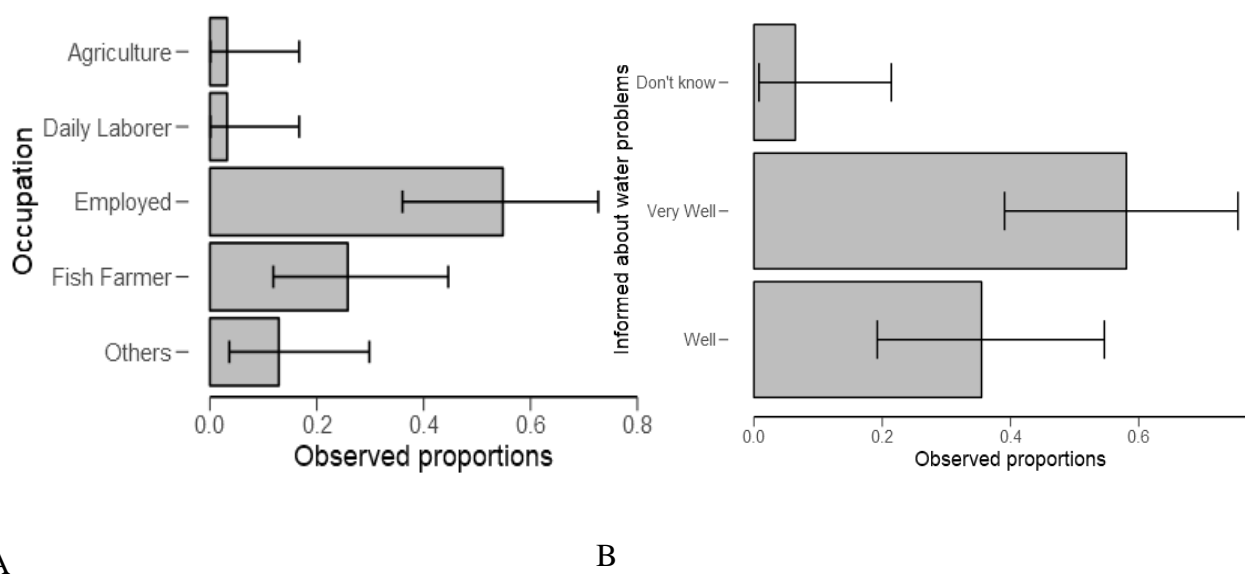 Occupation
Agriculture
Daily Laborer
Employed
Fish Farmer
Others
0.0 0.2 0.4 0.6 0.8
Observed proportions
A
Informed about water problems
Don't know
Very Well
Well
0.0 0.2 0.4 0.6
Observed proportions
B